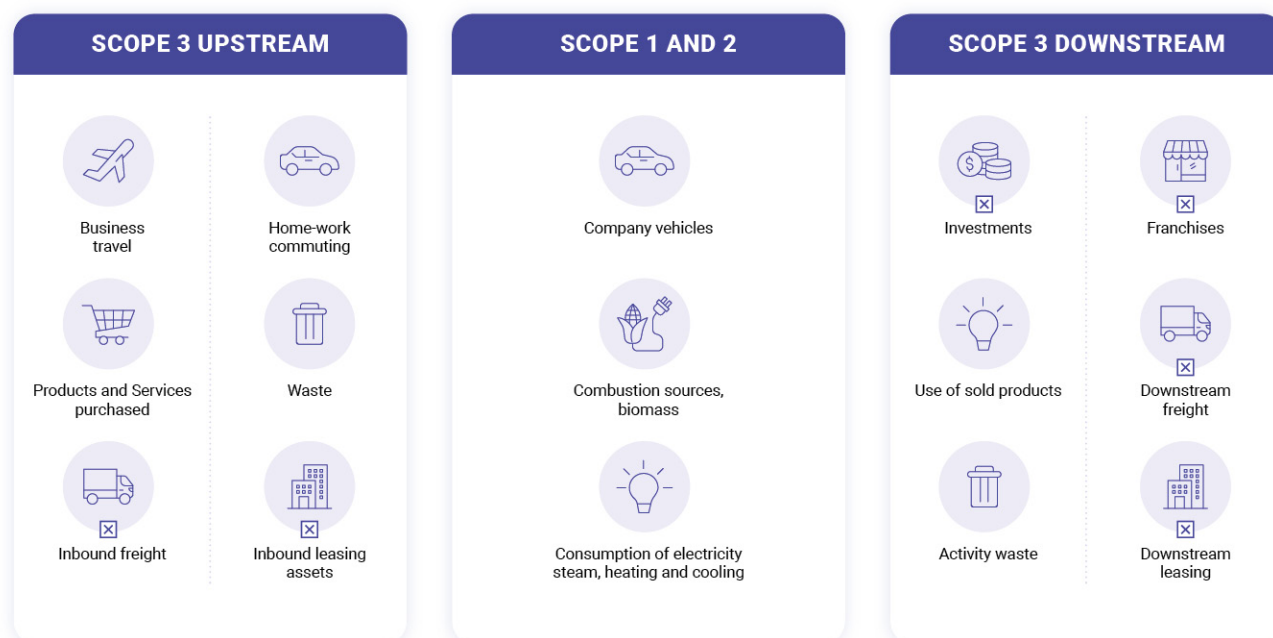 SCOPE 3 UPSTREAM
Business
travel
Home-work
commuting
Products and Services
purchased
Waste
Inbound freight
Inbound leasing
assets
SCOPE 1 AND 2
Company vehicles
Combustion sources,
biomass
Consumption of electricity
steam, heating and cooling
SCOPE 3 DOWNSTREAM
$
Investments
Franchises
Use of sold products
Downstream
freight
Activity waste
Downstream
leasing